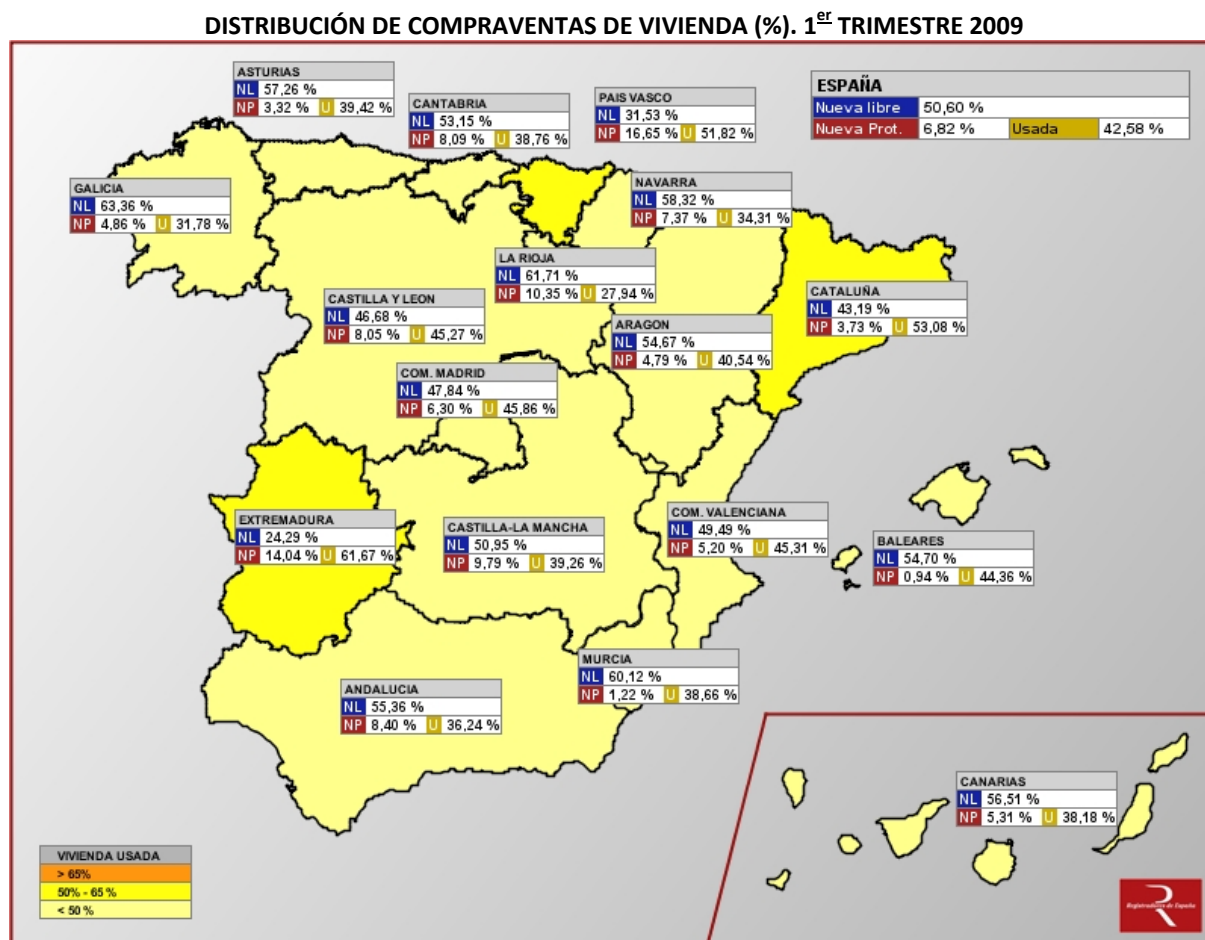 DISTRIBUCIÓN DE COMPRAVENTAS DE VIVIENDA (%). 1er TRIMESTRE 2009
ESPAÑA
Nueva libre 50,60 %
Nueva Prot. 6,82 % Usada 42,58 %
ASTURIAS
NL 57,26 %
NP 3,32 % U 39,42 %
CANTABRIA
NL 53,15 %
NP 8,09 % U 38,76 %
PAIS VASCO
NL 31,53 %
NP 16,65 % U 51,82 %
GALICIA
NL 63,36 %
NP 4,86 % U 31,78 %
NAVARRA
NL 58,32 %
NP 7,37 % U 34,31 %
LA RIOJA
NL 61,71 %
NP 10,35 % U 27,94 %
CASTILLA Y LEON
NL 46,68 %
NP 8,05 % U 45,27 %
CATALUÑA
NL 43,19 %
NP 3,73 % U 53,08 %
ARAGON
NL 54,67 %
NP 4,79 % U 40,54 %
COM. MADRID
NL 47,84 %
NP 6,30 % U 45,86 %
EXTREMADURA
NL 24,29 %
NP 14,04 % U 61,67 %
CASTILLA-LA MANCHA
NL 50,95 %
NP 9,79 % U 39,26 %
COM. VALENCIANA
NL 49,49 %
NP 5,20 % U 45,31 %
BALEARES
NL 54,70 %
NP 0,94 % U 44,36 %
MURCIA
NL 60,12 %
NP 1,22 % U 38,66 %
ANDALUCIA
NL 55,36 %
NP 8,40 % U 36,24 %
CANARIAS
NL 56,51 %
NP 5,31 % U 38,18 %
VIVIENDA USADA
> 65%
50% - 65 %
< 50 %
R
Registradores de España